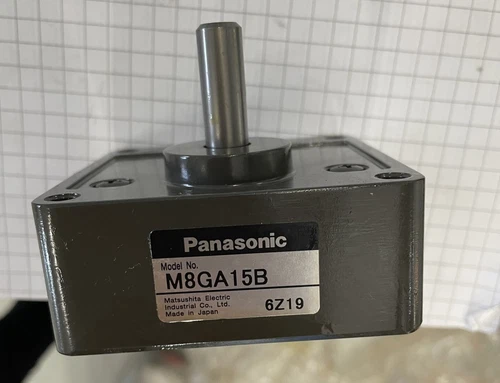 Panasonic
Model No.
M8GA15B
Matsushita Electric
Industrial Co., Ltd.
Made in Japan 6Z19